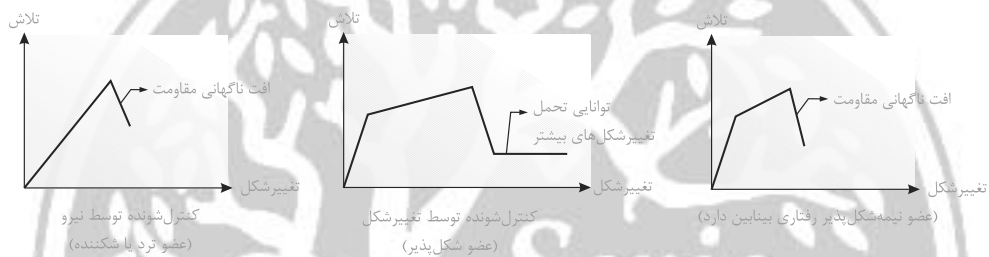 تلاش
افت ناگهانی مقاومت
تغییرشکل
(عضو نیمه‌شکل‌پذیر رفتاری بینابین دارد)
تلاش
توانایی تحمل
تغییرشکل‌های بیشتر
تغییرشکل
کنترل‌شونده توسط تغییرشکل
(عضو شکل‌پذیر)
تلاش
افت ناگهانی مقاومت
تغییرشکل
کنترل‌شونده توسط نیرو
(عضو ترد یا شکننده)